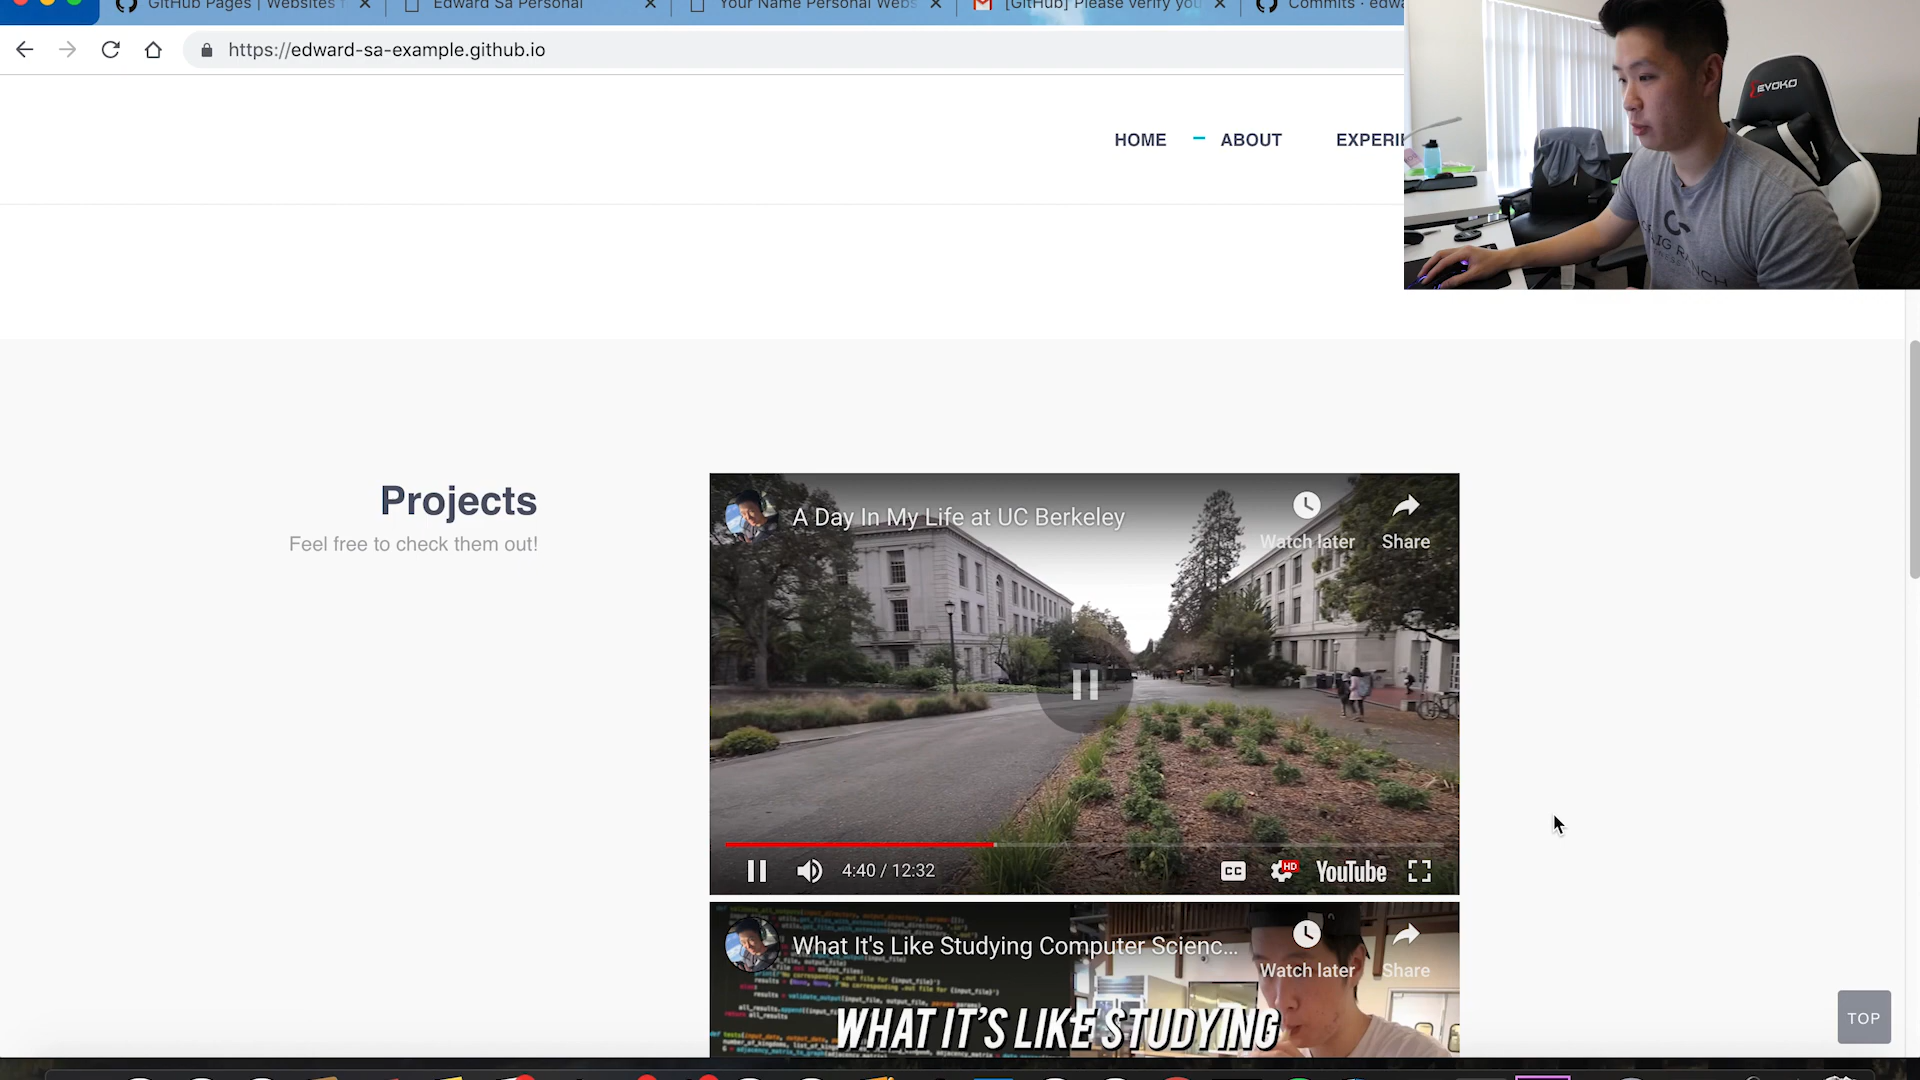 GitHub Pages | Websites f
Edward Sa Personal
Your Name Personal Webs
[GitHub] Please verify you
Commits · edwa
https://edward-sa-example.github.io
EVOKO
HOME
ABOUT
EXPERIE
Projects
Feel free to check them out!
A Day In My Life at UC Berkeley
Watch later
Share
4:40 / 12:32
CC
HD
YouTube
What It's Like Studying Computer Scienc...
Watch later
Share
WHAT IT'S LIKE STUDYING
TOP